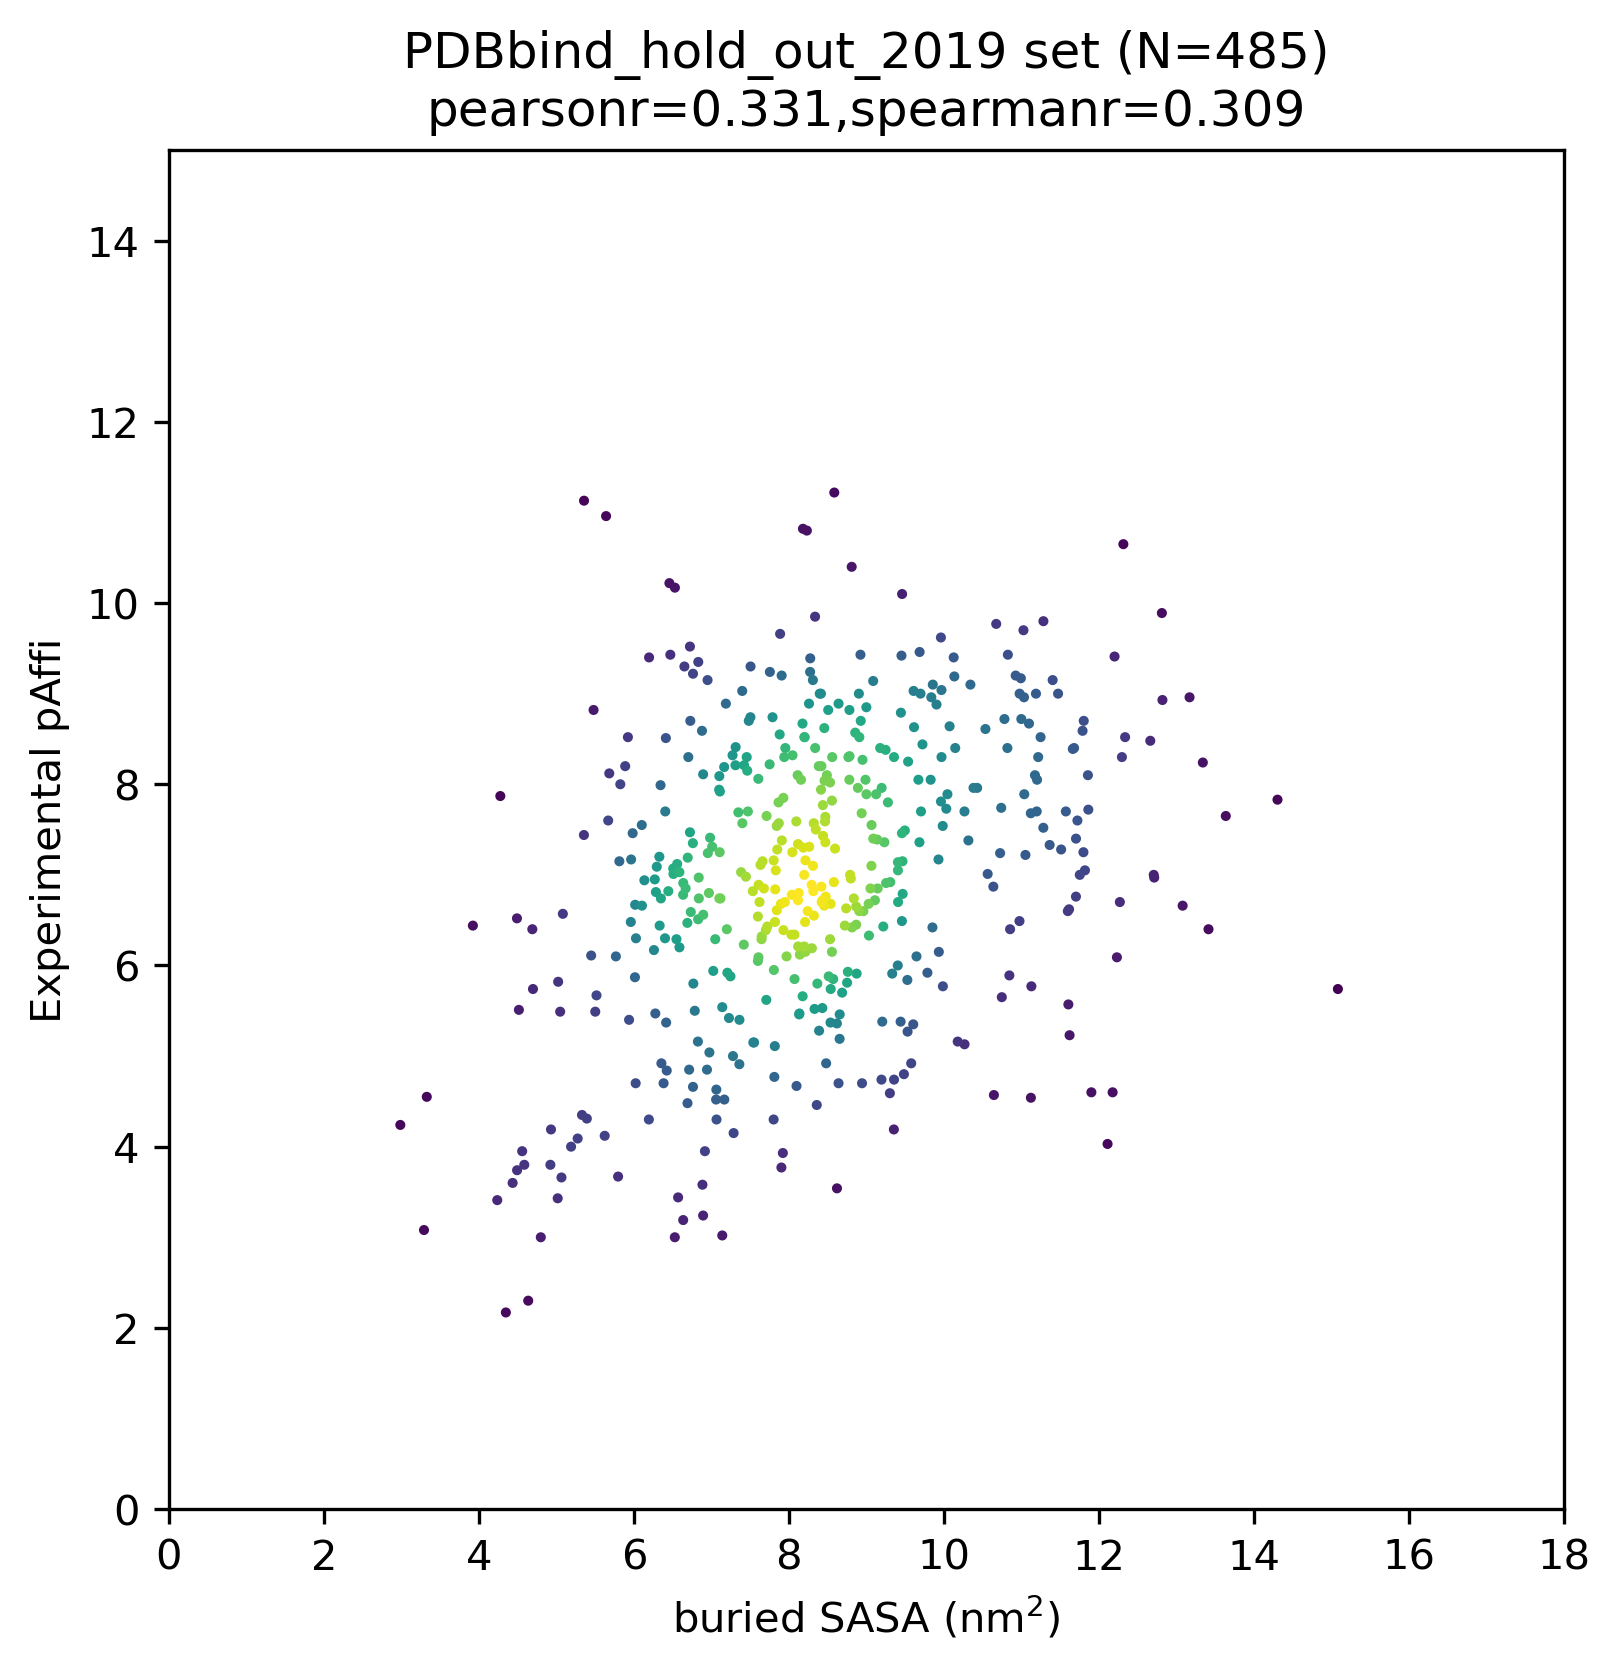 PDBbind_hold_out_2019 set (N=485)
pearsonr=0.331,spearmanr=0.309
14
12
10
8
6
4
2
0
Experimental pAffi
0 2 4 6 8 10 12 14 16 18
buried SASA (nm²)